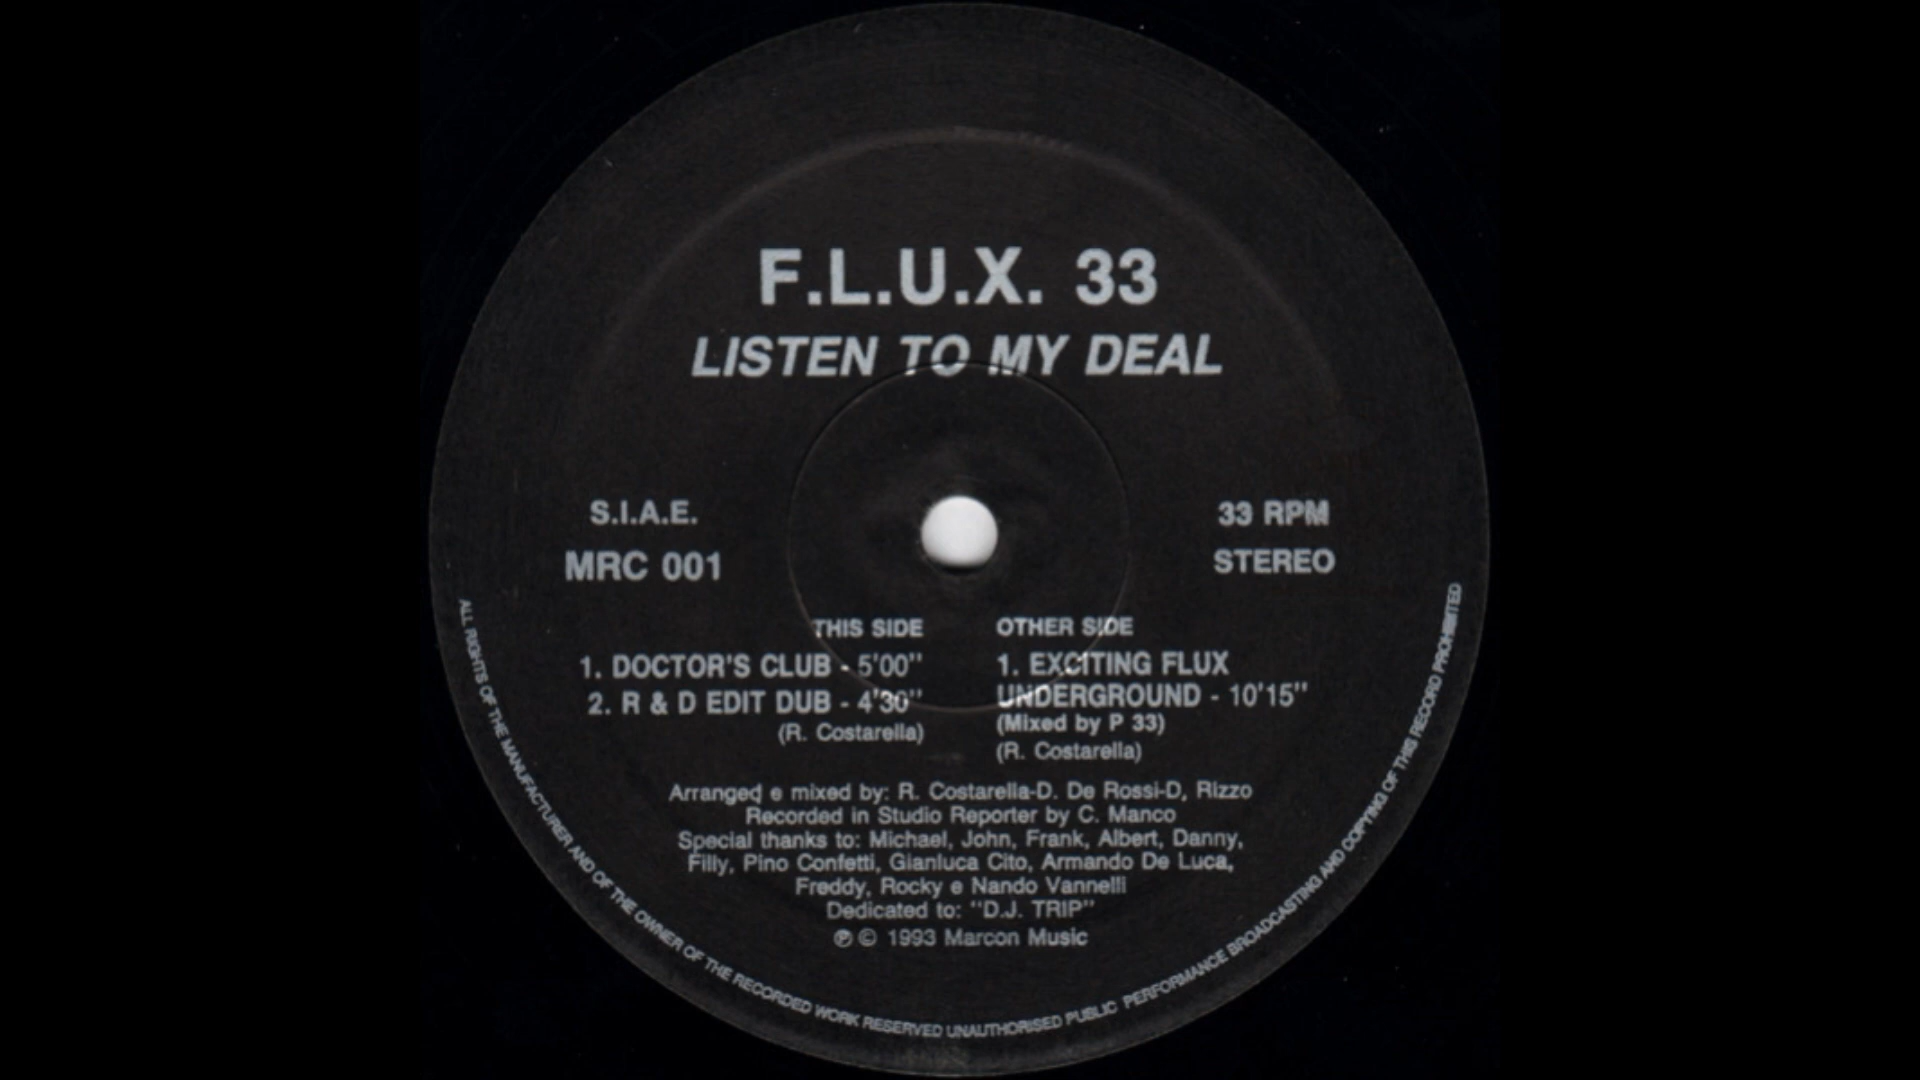 F.L.U.X. 33
LISTEN TO MY DEAL
S.I.A.E.
MRC 001
33 RPM
STEREO
THIS SIDE
1. DOCTOR'S CLUB - 5'00''
2. R & D EDIT DUB - 4'30''
(R. Costarella)
OTHER SIDE
1. EXCITING FLUX
UNDERGROUND - 10'15''
(Mixed by P 33)
(R. Costarella)
Arranged e mixed by: R. Costarella-D. De Rossi-D, Rizzo
Recorded in Studio Reporter by C. Manco
Special thanks to: Michael, John, Frank, Albert, Danny,
Filly, Pino Confetti, Gianluca Cito, Armando De Luca,
Freddy, Rocky e Nando Vannelli
Dedicated to: "D.J. TRIP"
℗ © 1993 Marcon Music
ALL RIGHTS OF THE MANUFACTURER AND OF THE OWNER OF THE RECORDED WORK RESERVED UNAUTHORISED PUBLIC PERFORMANCE BROADCASTING AND COPYING OF THIS RECORD PROHIBITED